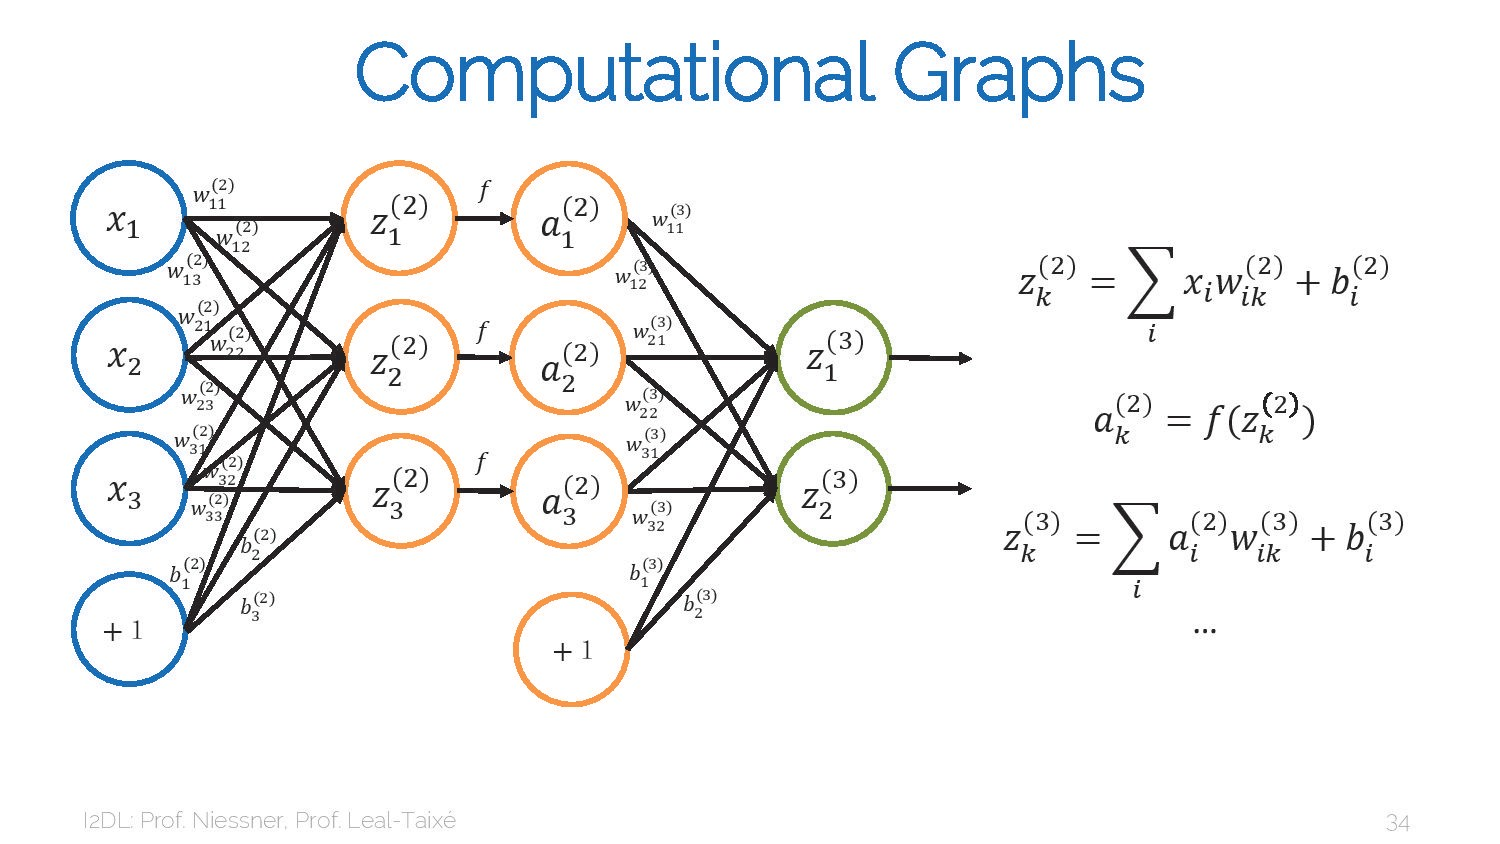 Computational Graphs
x₁
x₂
x₃
+ 1
w₁₁⁽²⁾
w₁₂⁽²⁾
w₁₃⁽²⁾
w₂₁⁽²⁾
w₂₂⁽²⁾
w₂₃⁽²⁾
w₃₁⁽²⁾
w₃₂⁽²⁾
w₃₃⁽²⁾
b₁⁽²⁾
b₂⁽²⁾
b₃⁽²⁾
z₁⁽²⁾
z₂⁽²⁾
z₃⁽²⁾
f
f
f
a₁⁽²⁾
a₂⁽²⁾
a₃⁽²⁾
+ 1
w₁₁⁽³⁾
w₁₂⁽³⁾
w₂₁⁽³⁾
w₂₂⁽³⁾
w₃₁⁽³⁾
w₃₂⁽³⁾
b₁⁽³⁾
b₂⁽³⁾
z₁⁽³⁾
z₂⁽³⁾
zₖ⁽²⁾ = ∑ᵢ xᵢwᵢₖ⁽²⁾ + bᵢ⁽²⁾
aₖ⁽²⁾ = f(zₖ⁽²⁾)
zₖ⁽³⁾ = ∑ᵢ aᵢ⁽²⁾wᵢₖ⁽³⁾ + bᵢ⁽³⁾
...
I2DL: Prof. Niessner, Prof. Leal-Taixé
34